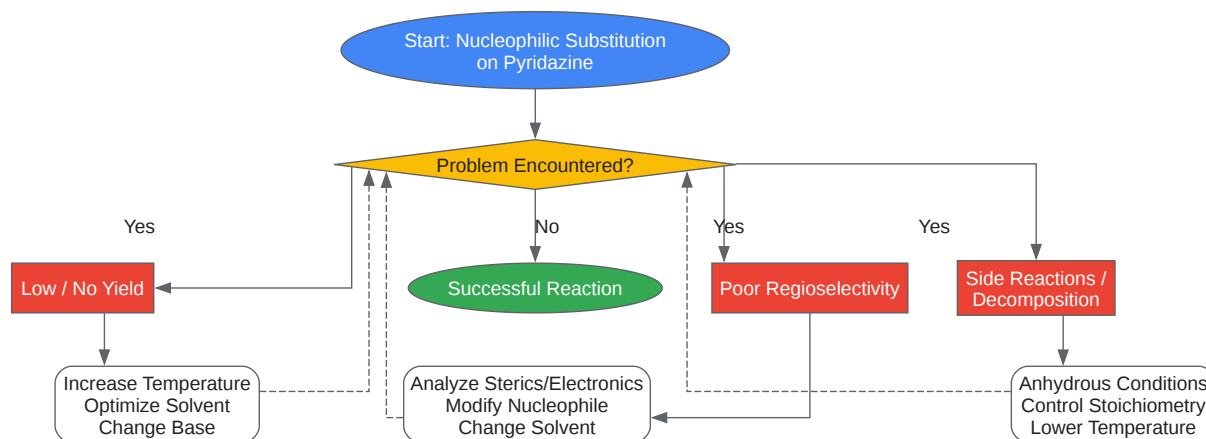 Start: Nucleophilic Substitution
on Pyridazine
Problem Encountered?
Yes
No
Yes
Yes
Low / No Yield
Successful Reaction
Poor Regioselectivity
Side Reactions /
Decomposition
Increase Temperature
Optimize Solvent
Change Base
Analyze Sterics/Electronics
Modify Nucleophile
Change Solvent
Anhydrous Conditions
Control Stoichiometry
Lower Temperature